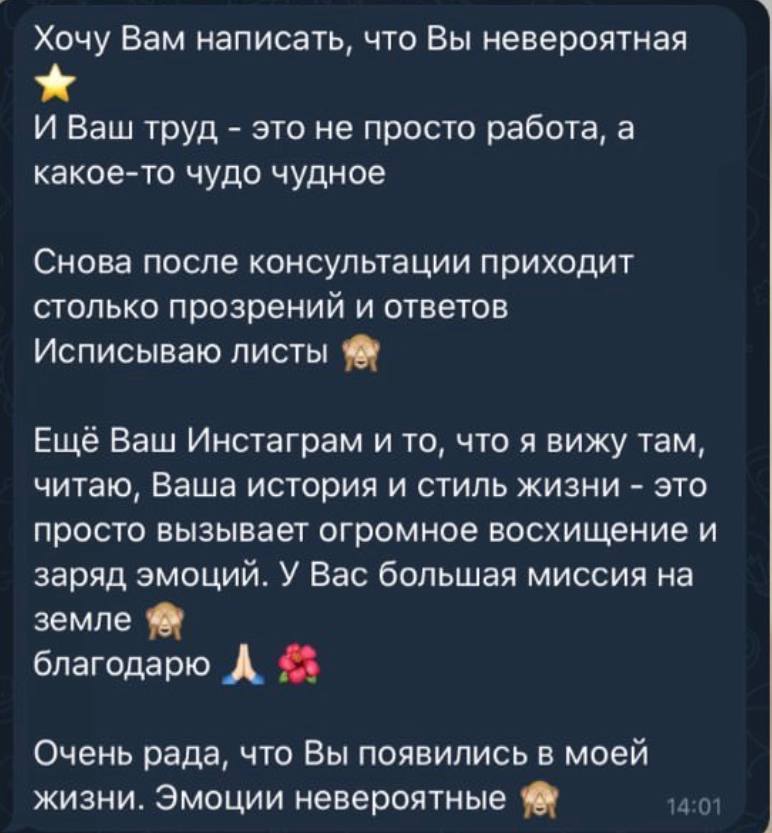 Хочу Вам написать, что Вы невероятная
⭐
И Ваш труд - это не просто работа, а
какое-то чудо чудное
Снова после консультации приходит
столько прозрений и ответов
Исписываю листы 🙈
Ещё Ваш Инстаграм и то, что я вижу там,
читаю, Ваша история и стиль жизни - это
просто вызывает огромное восхищение и
заряд эмоций. У Вас большая миссия на
земле 🙈
благодарю 🙏🏻 🌺
Очень рада, что Вы появились в моей
жизни. Эмоции невероятные 🙈
14:01